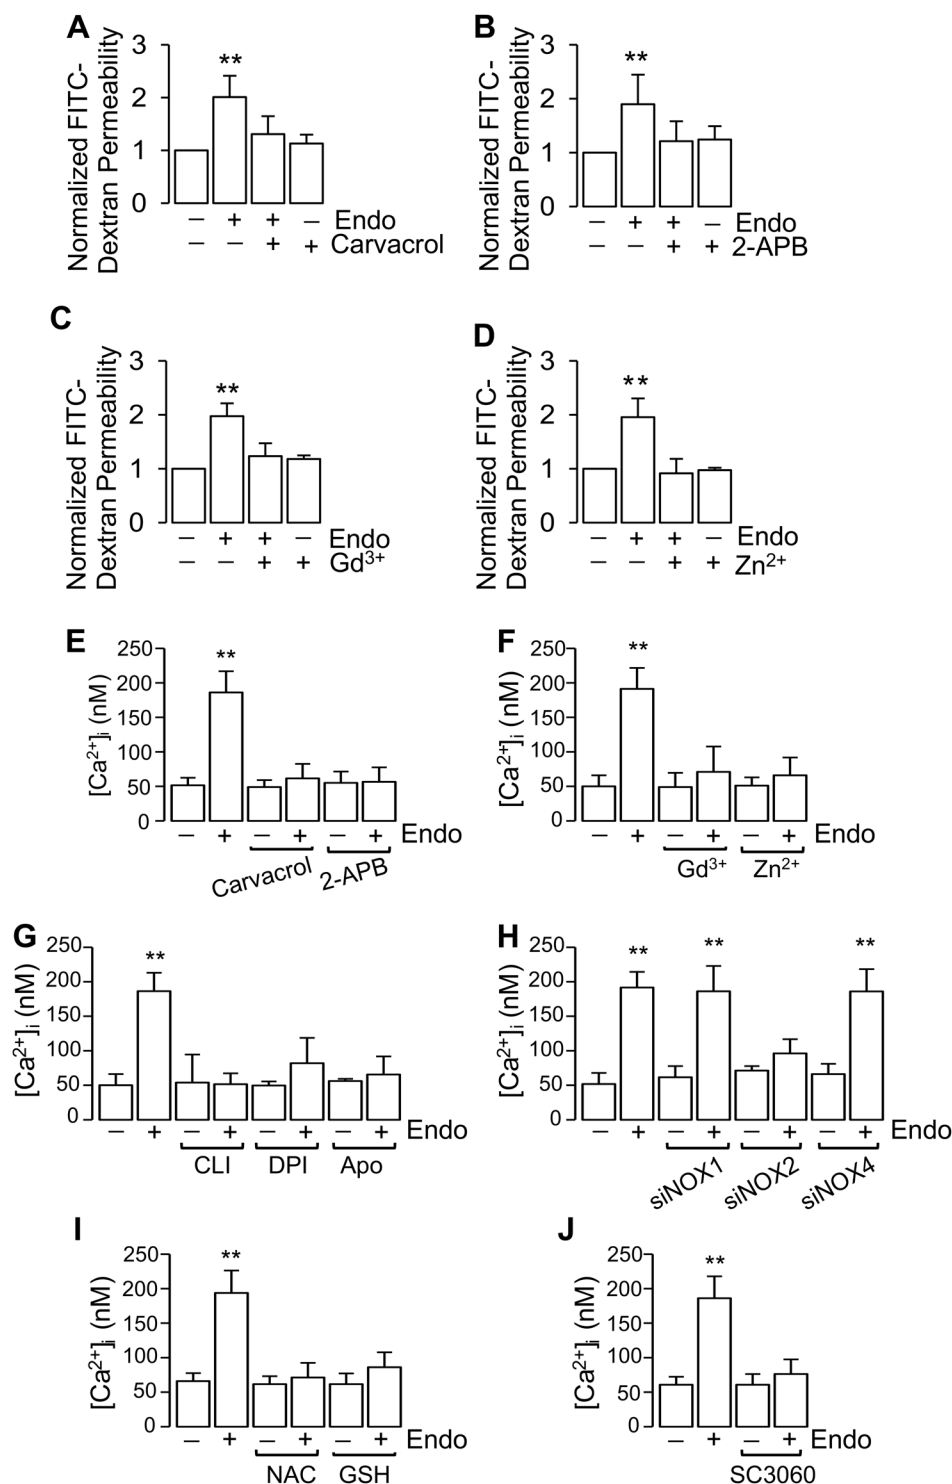 A
Normalized FITC-
Dextran Permeability
3
**
2
1
0
– + + – Endo
– – + + Carvacrol
B
Normalized FITC-
Dextran Permeability
3
**
2
1
0
– + + – Endo
– – + + 2-APB
C
Normalized FITC-
Dextran Permeability
3
**
2
1
0
– + + – Endo
– – + + Gd³⁺
D
Normalized FITC-
Dextran Permeability
3
**
2
1
0
– + + – Endo
– – + + Zn²⁺
E
[Ca²⁺]ᵢ (nM)
250
**
200
150
100
50
0
– + – + – + Endo
Carvacrol 2-APB
F
[Ca²⁺]ᵢ (nM)
250
**
200
150
100
50
0
– + – + – + Endo
Gd³⁺ Zn²⁺
G
[Ca²⁺]ᵢ (nM)
250
**
200
150
100
50
0
– + – + – + – + Endo
CLI DPI Apo
H
[Ca²⁺]ᵢ (nM)
250
** ** **
200
150
100
50
0
– + – + – + – + Endo
siNOX1 siNOX2 siNOX4
I
[Ca²⁺]ᵢ (nM)
250
**
200
150
100
50
0
– + – + – + Endo
NAC GSH
J
[Ca²⁺]ᵢ (nM)
250
**
200
150
100
50
0
– + – + Endo
SC3060